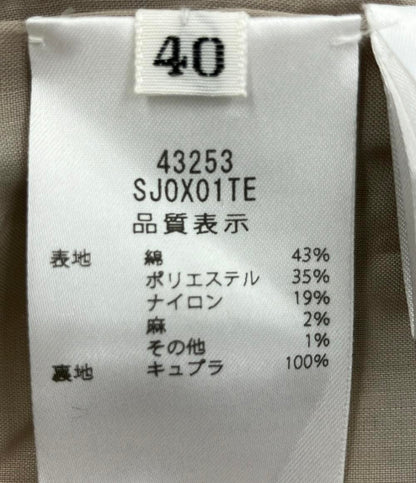 40
43253
SJ0X01TE
品質表示
表地 綿 43%
ポリエステル 35%
ナイロン 19%
麻 2%
その他 1%
裏地 キュプラ 100%